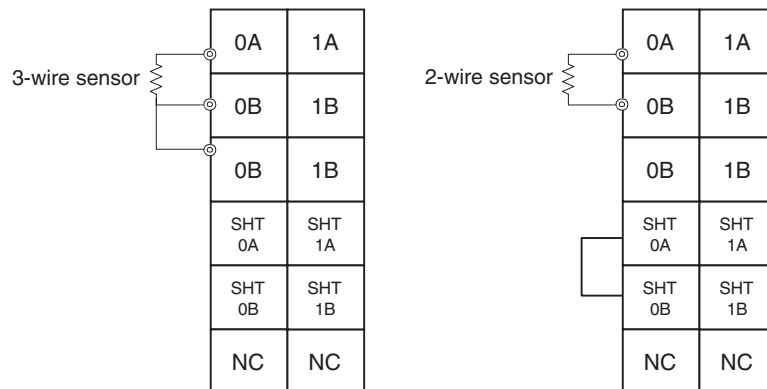 3-wire sensor
0A 1A
0B 1B
0B 1B
SHT 0A SHT 1A
SHT 0B SHT 1B
NC NC
2-wire sensor
0A 1A
0B 1B
0B 1B
SHT 0A SHT 1A
SHT 0B SHT 1B
NC NC